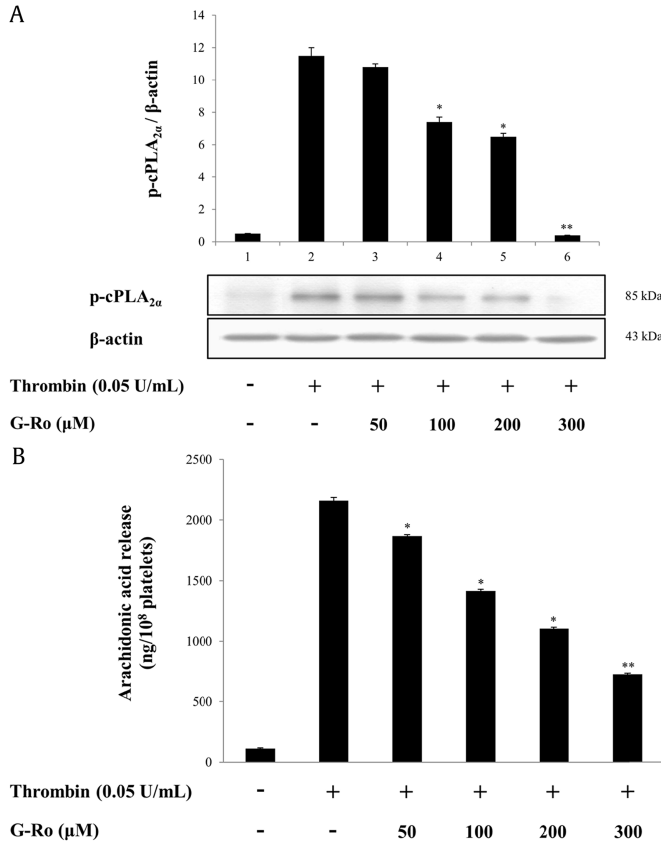 A
p-cPLA2α / β-actin
14
12
10
8
6
4
2
0
* * **
1 2 3 4 5 6
p-cPLA2α 85 kDa
β-actin 43 kDa
Thrombin (0.05 U/mL) - + + + + +
G-Ro (μM) - - 50 100 200 300
B
Arachidonic acid release
(ng/10⁸ platelets)
2500
2000
1500
1000
500
0
* * * **
Thrombin (0.05 U/mL) - + + + + +
G-Ro (μM) - - 50 100 200 300